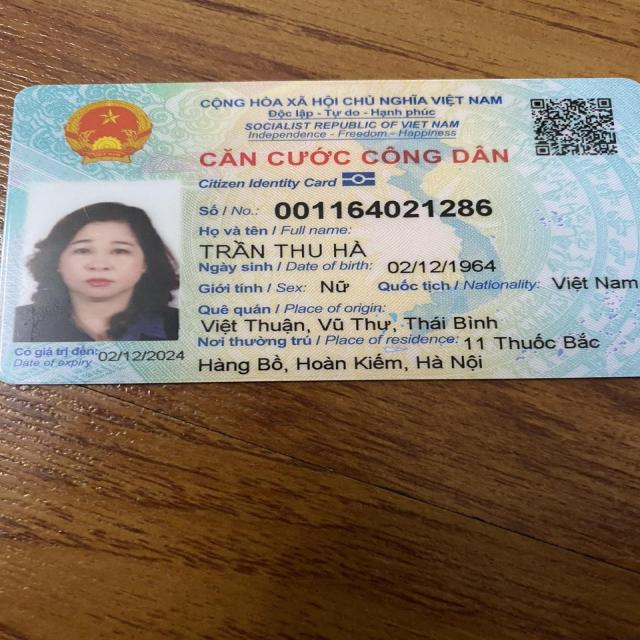 CỘNG HÒA XÃ HỘI CHỦ NGHĨA VIỆT NAM
Độc lập - Tự do - Hạnh phúc
SOCIALIST REPUBLIC OF VIET NAM
Independence - Freedom - Happiness
CĂN CƯỚC CÔNG DÂN
Citizen Identity Card
Số / No.: 001164021286
Họ và tên / Full name:
TRẦN THU HÀ
Ngày sinh / Date of birth: 02/12/1964
Giới tính / Sex: Nữ Quốc tịch / Nationality: Việt Nam
Quê quán / Place of origin:
Việt Thuận, Vũ Thư, Thái Bình
Nơi thường trú / Place of residence: 11 Thuốc Bắc
Hàng Bồ, Hoàn Kiếm, Hà Nội
Có giá trị đến: 02/12/2024
Date of expiry